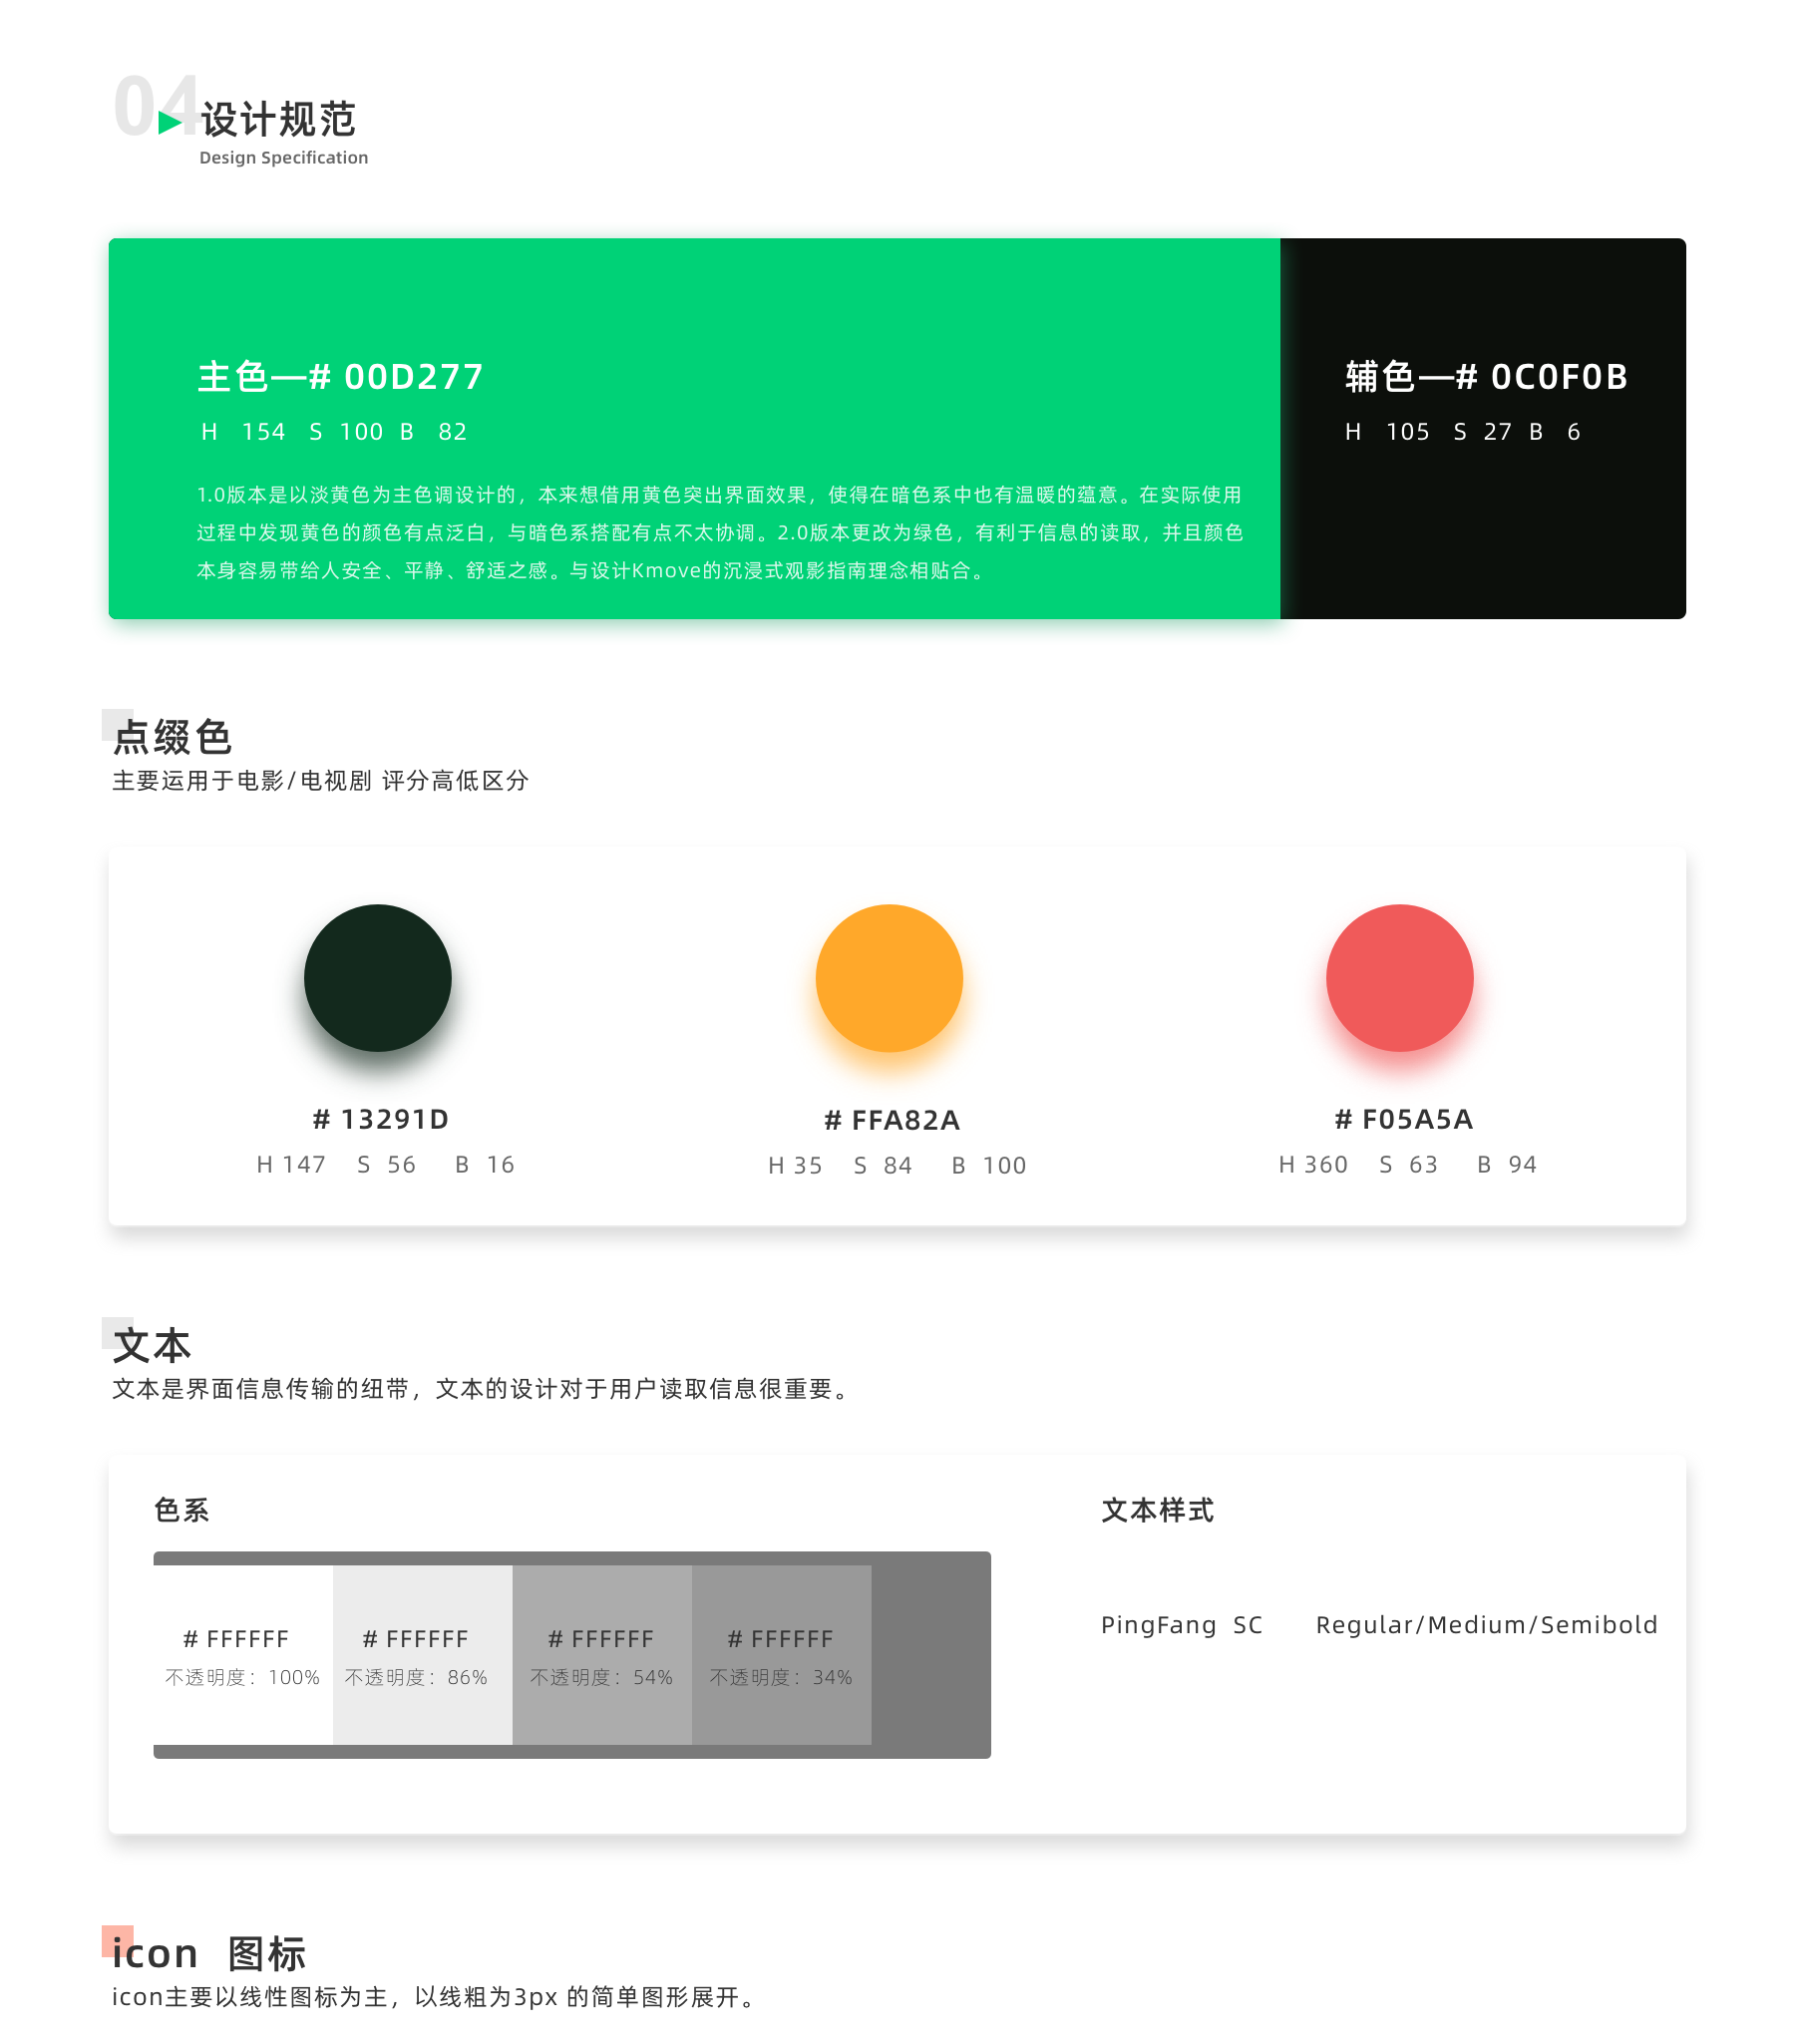 04
设计规范
Design Specification
主色—# 00D277
H 154 S 100 B 82
1.0版本是以淡黄色为主色调设计的，本来想借用黄色突出界面效果，使得在暗色系中也有温暖的蕴意。在实际使用
过程中发现黄色的颜色有点泛白，与暗色系搭配有点不太协调。2.0版本更改为绿色，有利于信息的读取，并且颜色
本身容易带给人安全、平静、舒适之感。与设计Kmove的沉浸式观影指南理念相贴合。
辅色—# 0C0F0B
H 105 S 27 B 6
点缀色
主要运用于电影/电视剧 评分高低区分
# 13291D
H 147 S 56 B 16
# FFA82A
H 35 S 84 B 100
# F05A5A
H 360 S 63 B 94
文本
文本是界面信息传输的纽带，文本的设计对于用户读取信息很重要。
色系
# FFFFFF
不透明度：100%
# FFFFFF
不透明度：86%
# FFFFFF
不透明度：54%
# FFFFFF
不透明度：34%
文本样式
PingFang SC Regular/Medium/Semibold
icon 图标
icon主要以线性图标为主，以线粗为3px 的简单图形展开。